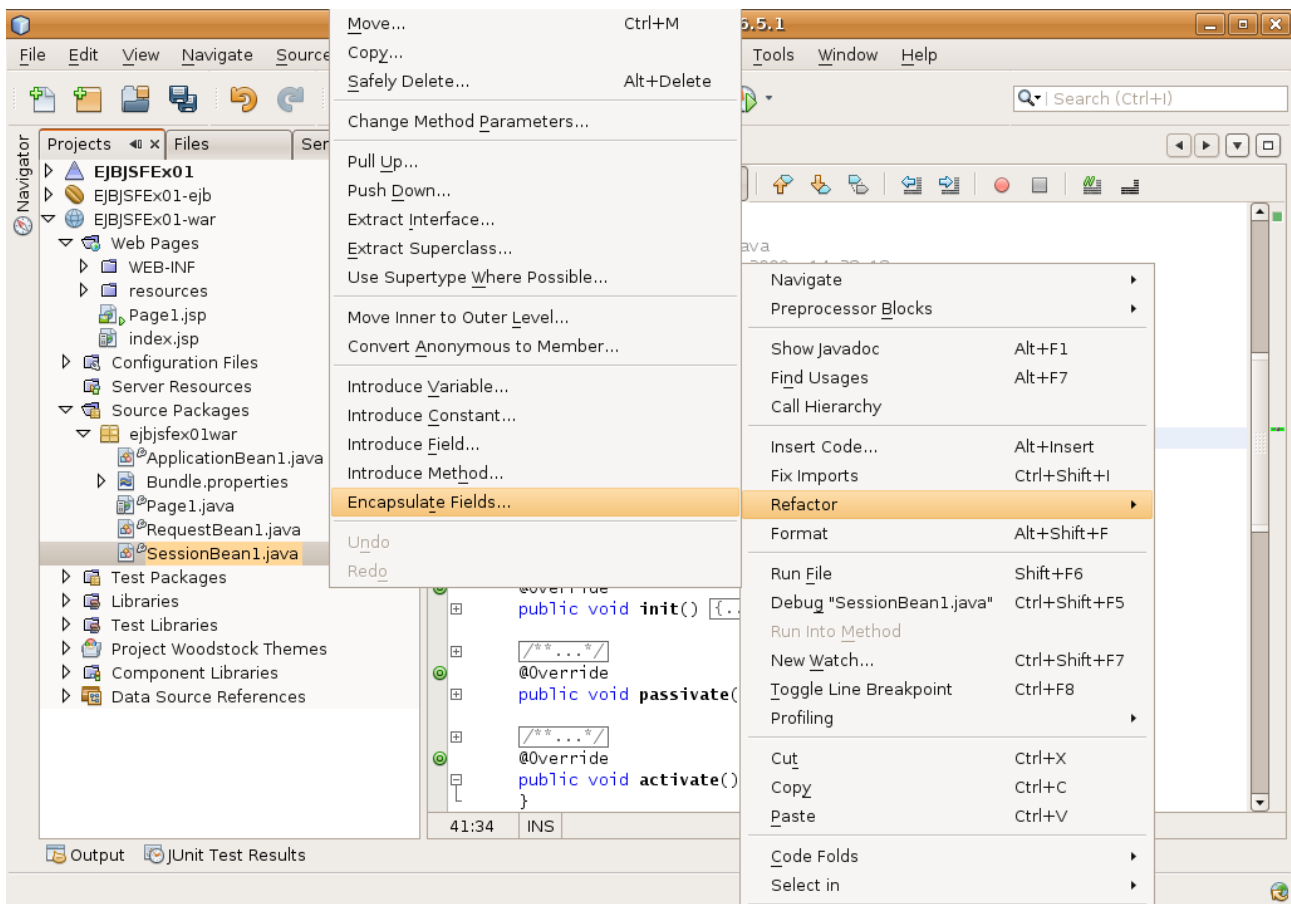 6.5.1
File Edit View Navigate Source
Tools Window Help
Search (Ctrl+I)
Navigator
Projects Files Ser
EJBJSFEx01
EJBJSFEx01-ejb
EJBJSFEx01-war
Web Pages
WEB-INF
resources
Page1.jsp
index.jsp
Configuration Files
Server Resources
Source Packages
ejbjsfex01war
ApplicationBean1.java
Bundle.properties
Page1.java
RequestBean1.java
SessionBean1.java
Test Packages
Libraries
Test Libraries
Project Woodstock Themes
Component Libraries
Data Source References
Move... Ctrl+M
Copy...
Safely Delete... Alt+Delete
Change Method Parameters...
Pull Up...
Push Down...
Extract Interface...
Extract Superclass...
Use Supertype Where Possible...
Move Inner to Outer Level...
Convert Anonymous to Member...
Introduce Variable...
Introduce Constant...
Introduce Field...
Introduce Method...
Encapsulate Fields...
Undo
Redo
ava
@Override
public void init() {..
/**...*/
@Override
public void passivate(
/**...*/
@Override
public void activate()
}
41:34 INS
Navigate
Preprocessor Blocks
Show Javadoc Alt+F1
Find Usages Alt+F7
Call Hierarchy
Insert Code... Alt+Insert
Fix Imports Ctrl+Shift+I
Refactor
Format Alt+Shift+F
Run File Shift+F6
Debug "SessionBean1.java" Ctrl+Shift+F5
Run Into Method
New Watch... Ctrl+Shift+F7
Toggle Line Breakpoint Ctrl+F8
Profiling
Cut Ctrl+X
Copy Ctrl+C
Paste Ctrl+V
Code Folds
Select in
Output JUnit Test Results